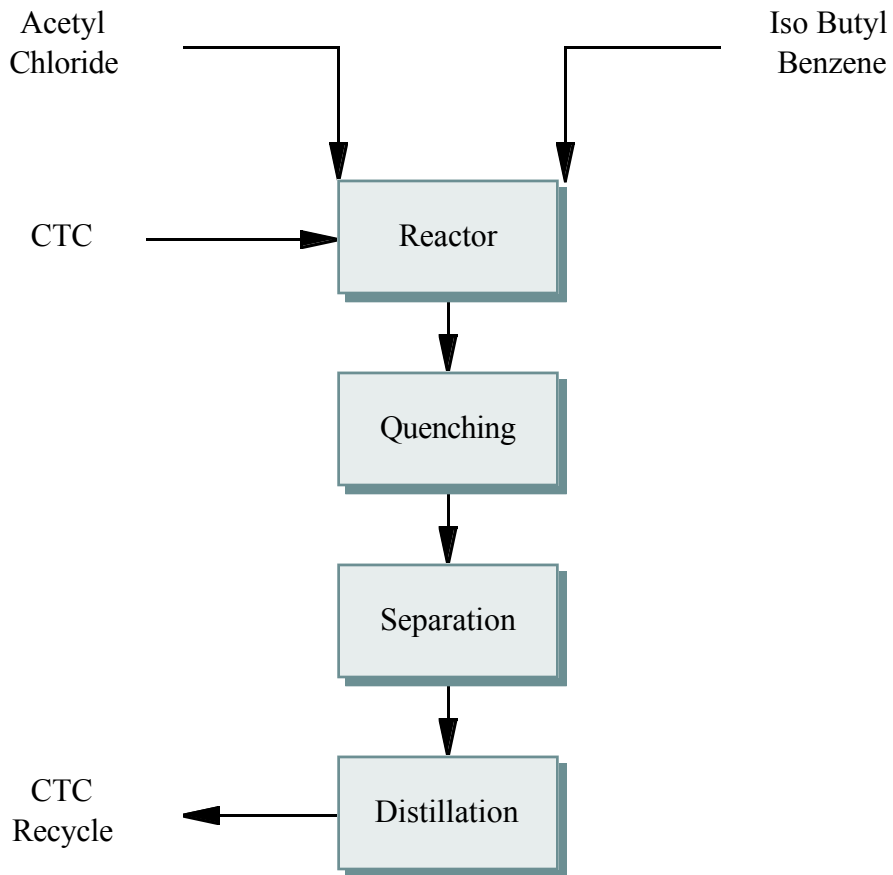 Acetyl
Chloride
Iso Butyl
Benzene
CTC
Reactor
Quenching
Separation
CTC
Recycle
Distillation